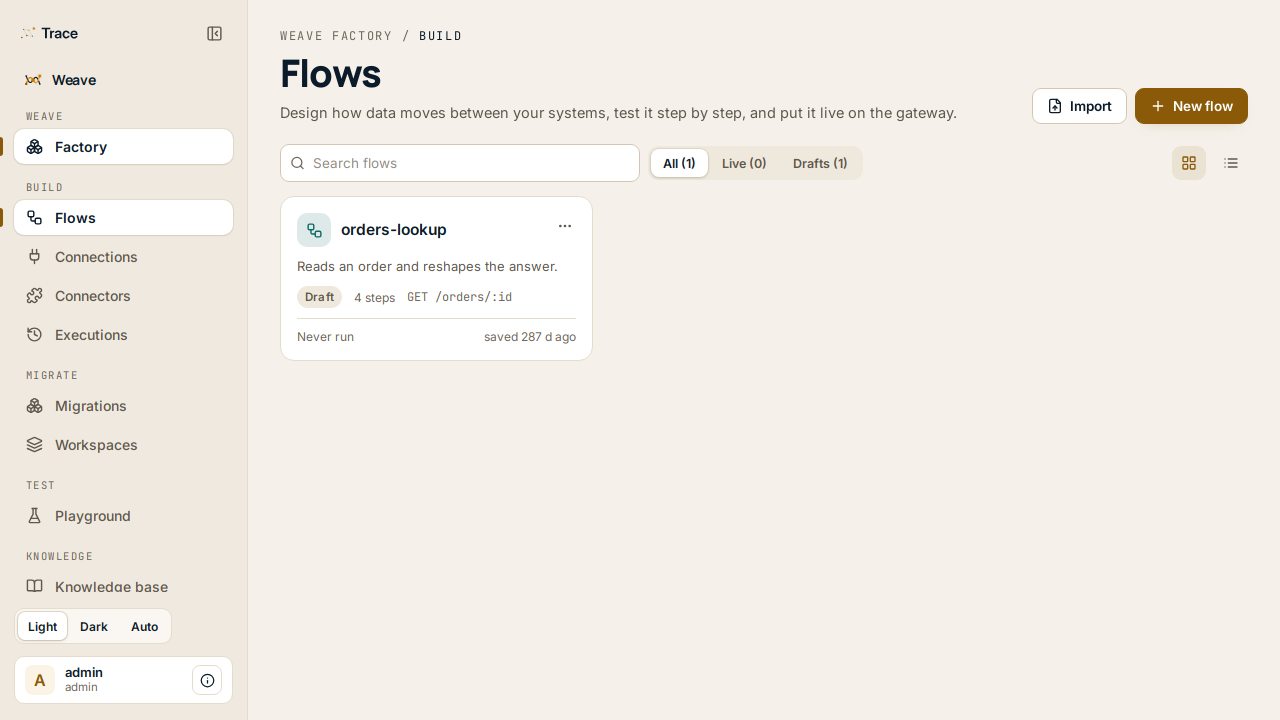 Trace
Weave
WEAVE
Factory
BUILD
Flows
Connections
Connectors
Executions
MIGRATE
Migrations
Workspaces
TEST
Playground
KNOWLEDGE
Knowledge base
Light Dark Auto
A
admin
admin
WEAVE FACTORY / BUILD
Flows
Design how data moves between your systems, test it step by step, and put it live on the gateway.
Import
New flow
Search flows
All (1) Live (0) Drafts (1)
orders-lookup
Reads an order and reshapes the answer.
Draft 4 steps GET /orders/:id
Never run saved 287 d ago